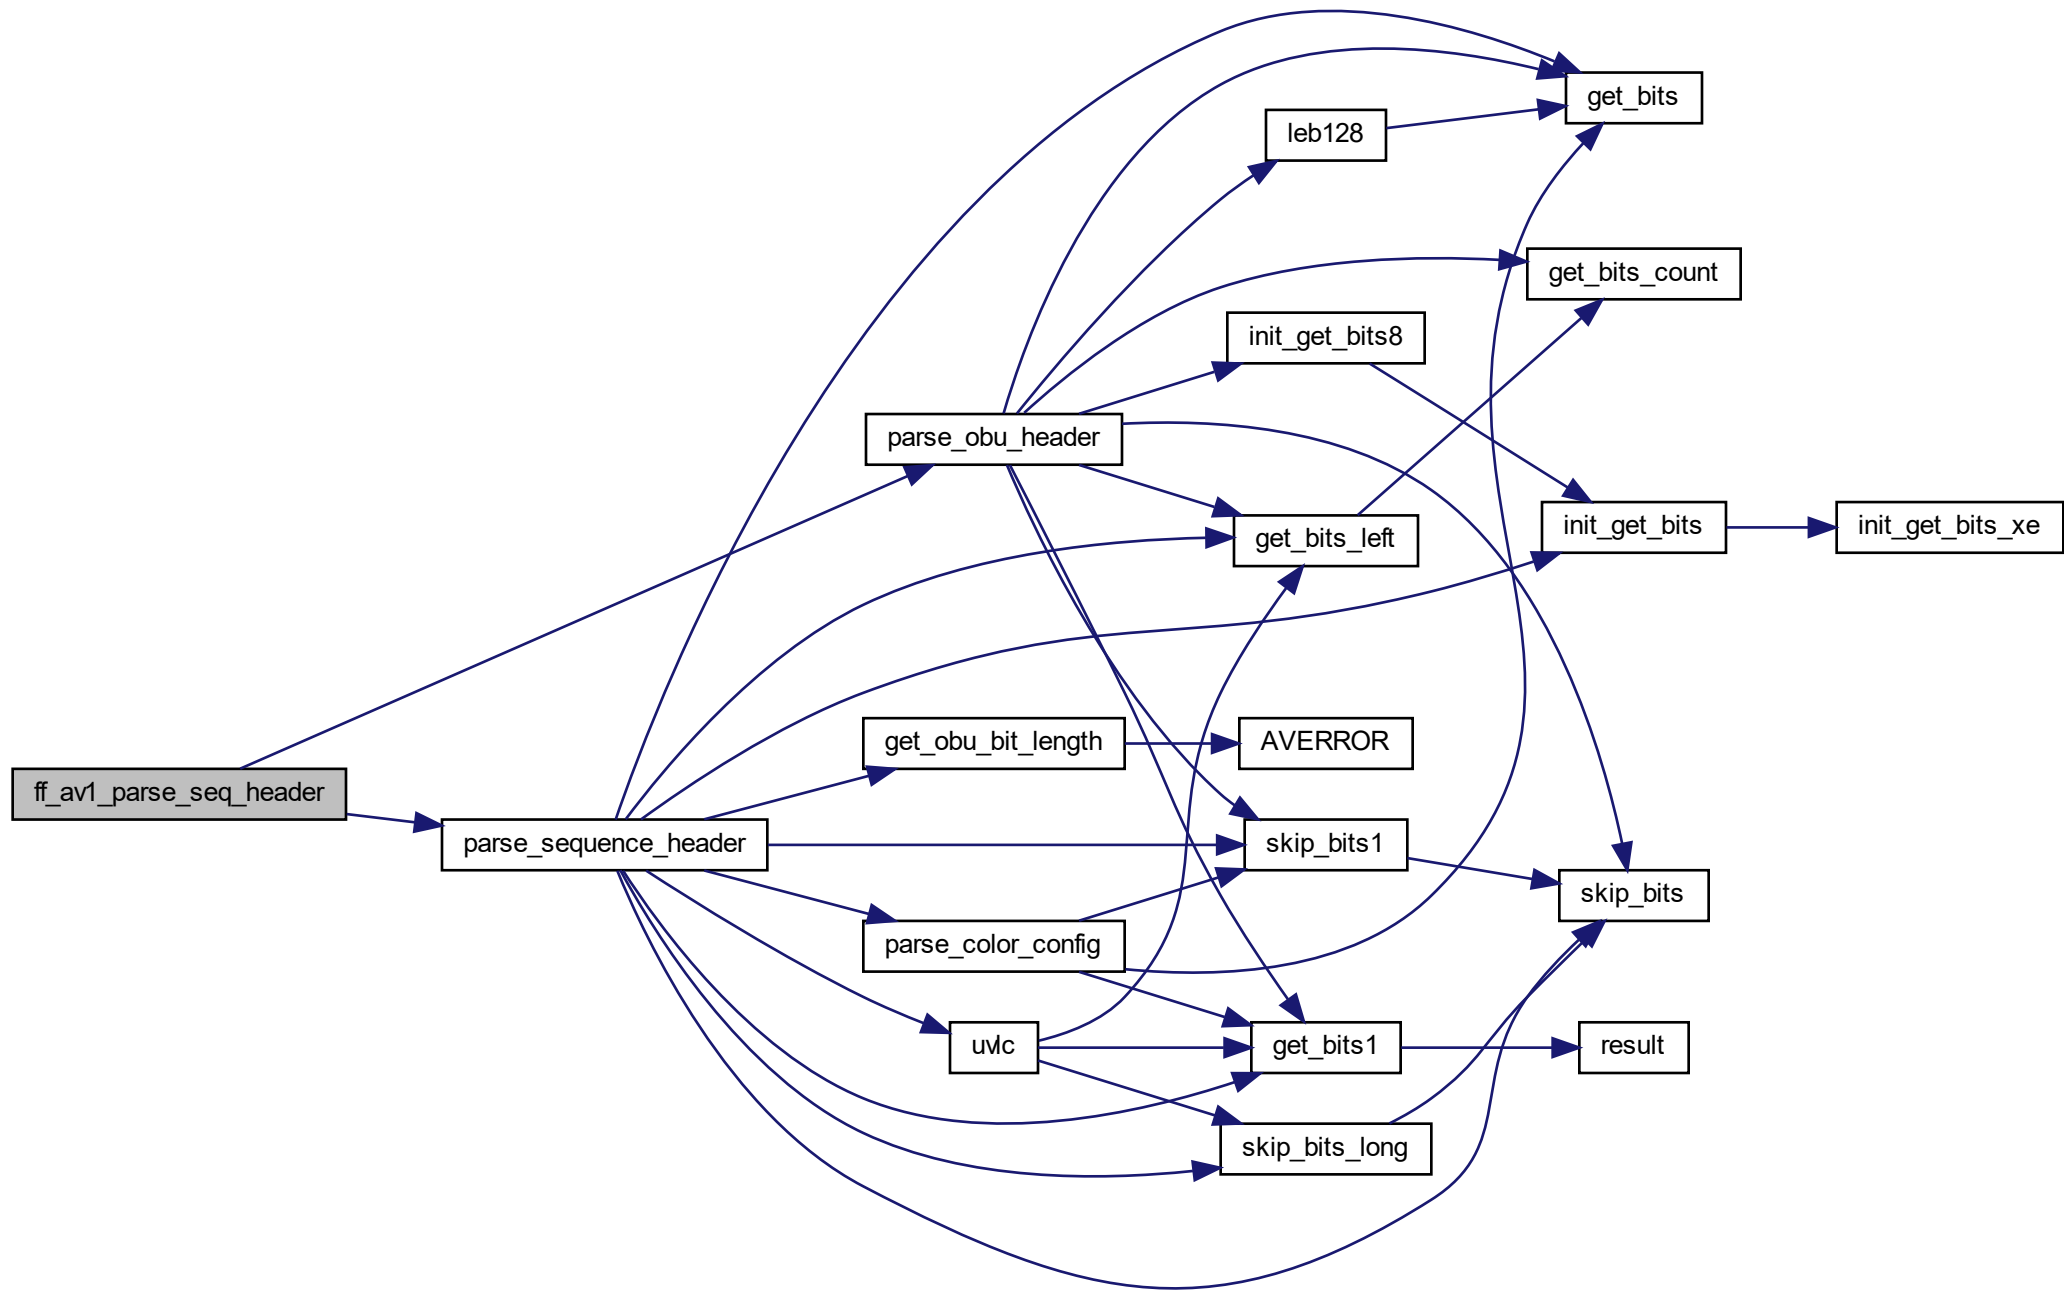 get_bits
leb128
get_bits_count
init_get_bits8
parse_obu_header
init_get_bits
init_get_bits_xe
get_bits_left
get_obu_bit_length
AVERROR
ff_av1_parse_seq_header
parse_sequence_header
skip_bits1
skip_bits
parse_color_config
uvlc
get_bits1
result
skip_bits_long